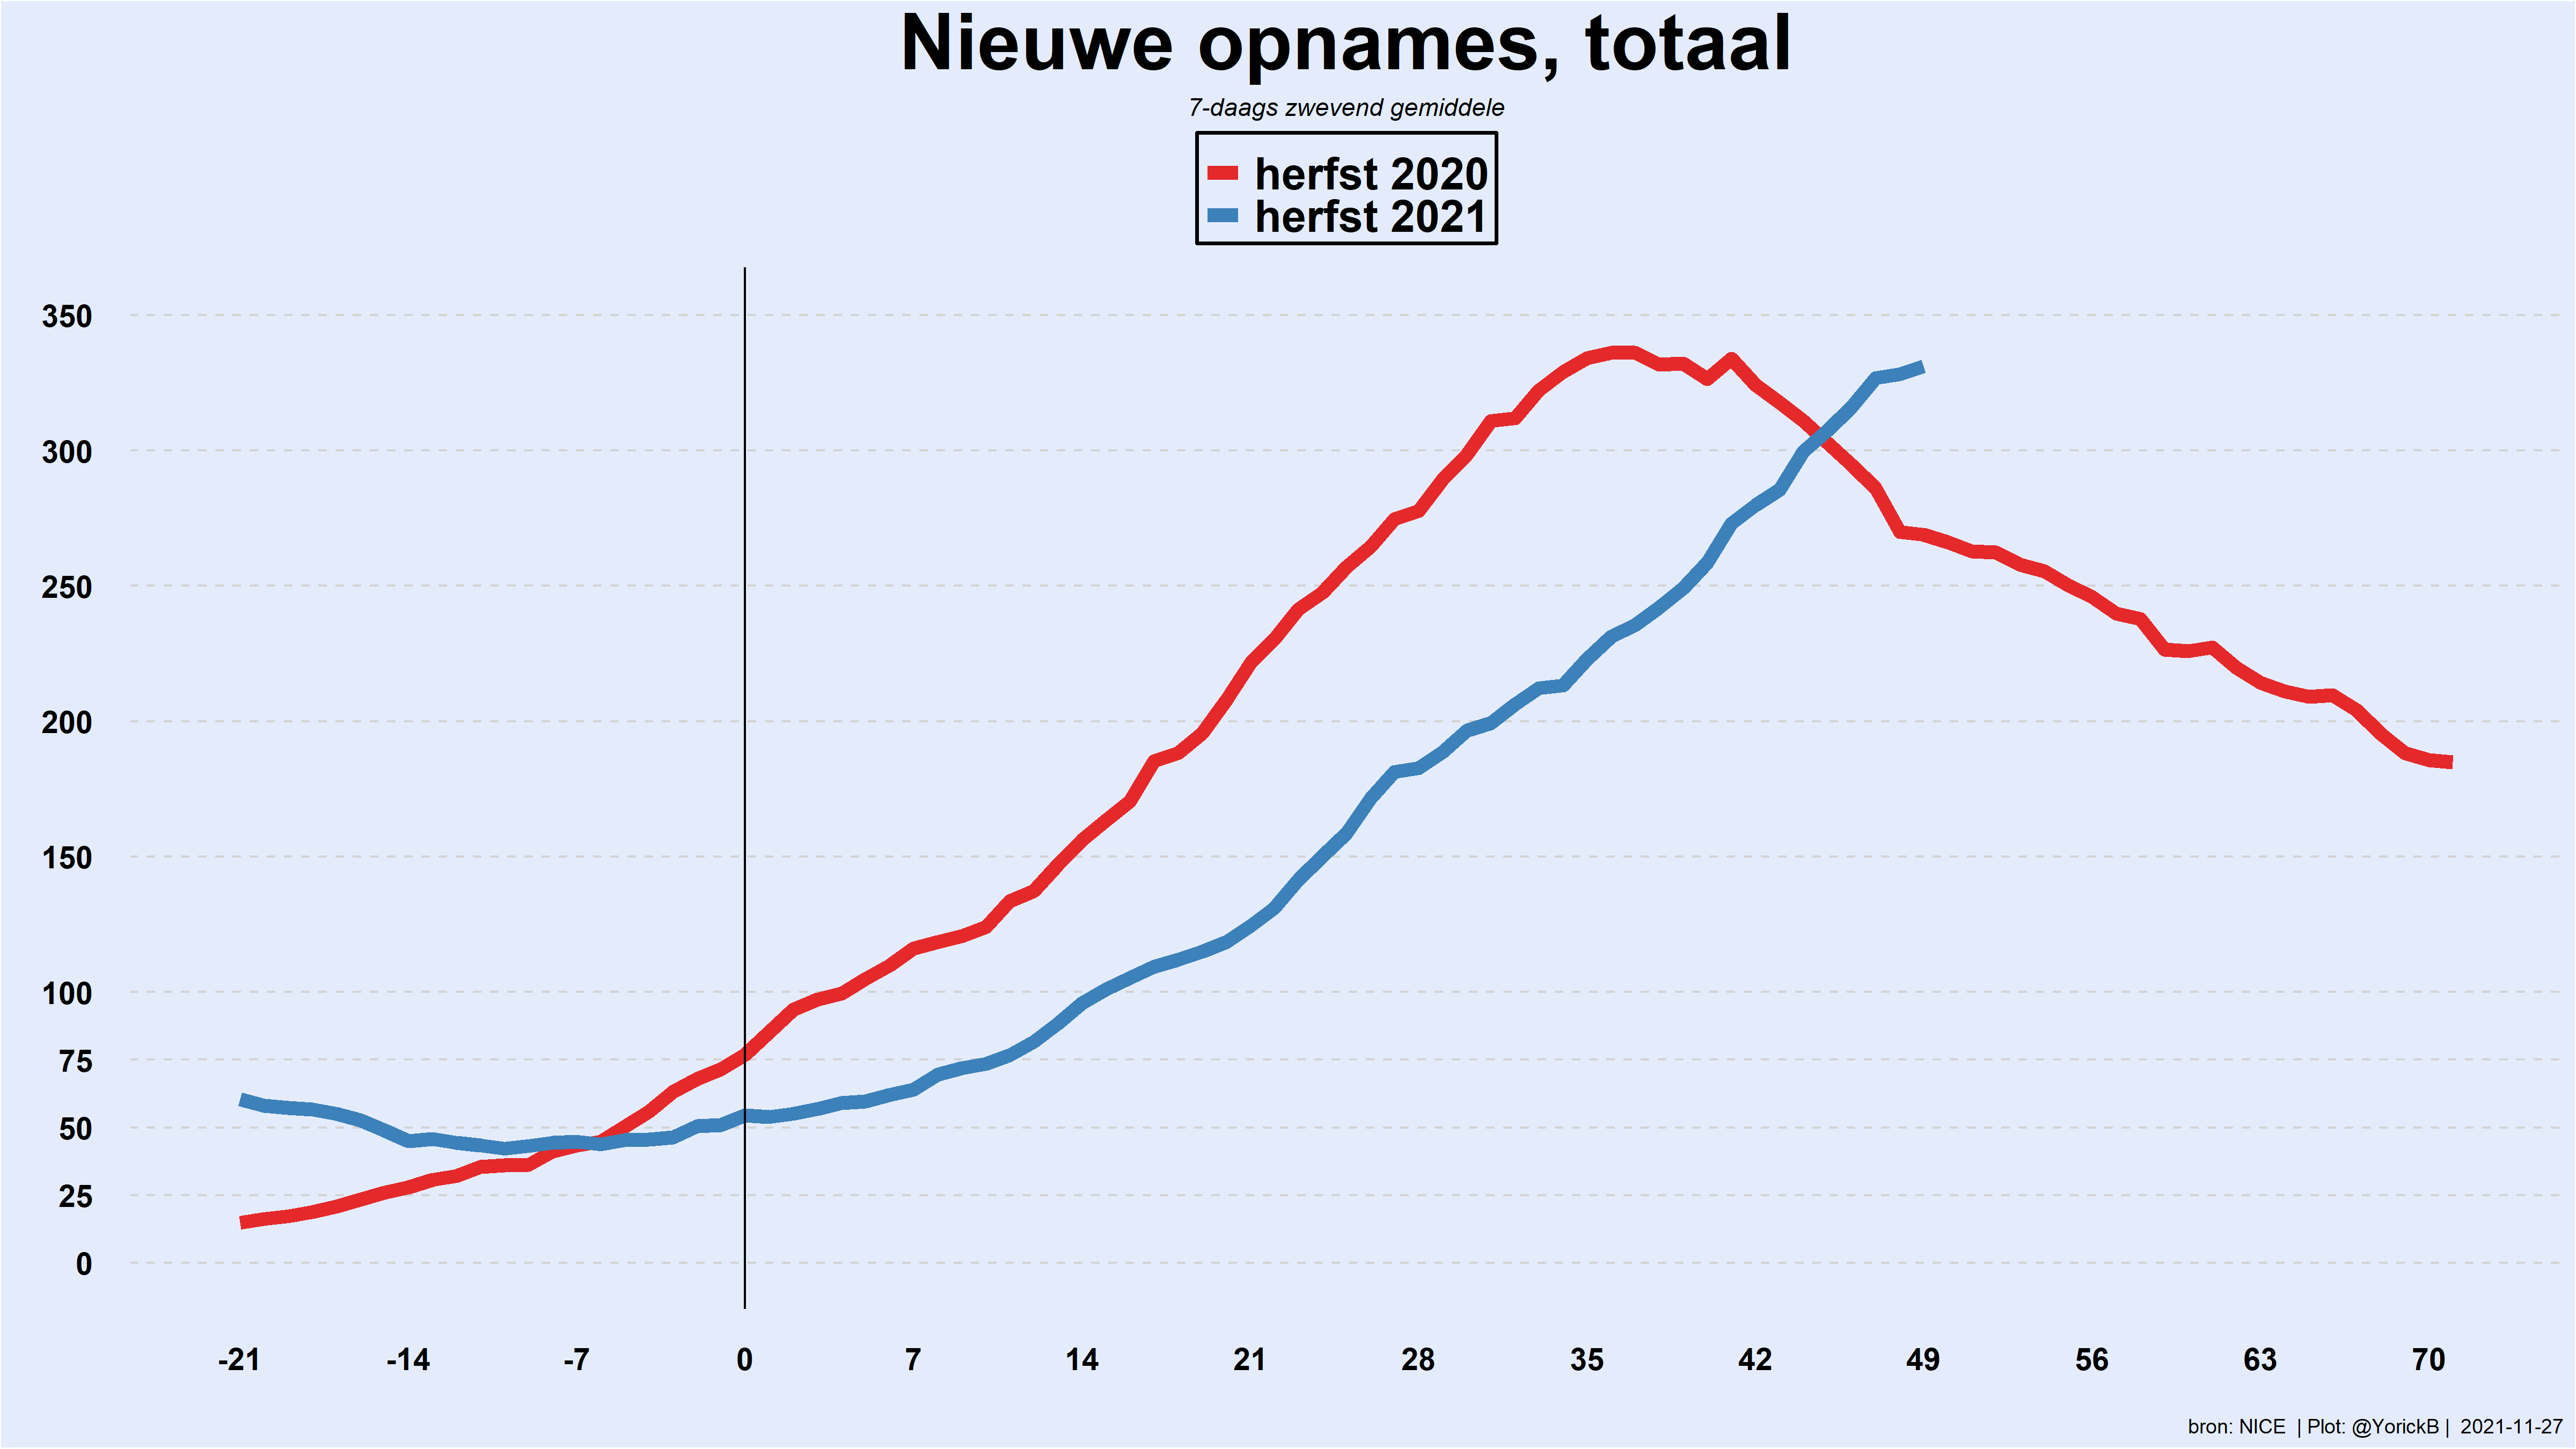 Nieuwe opnames, totaal
7-daags zwevend gemiddele
herfst 2020
herfst 2021
350
300
250
200
150
100
75
50
25
0
-21 -14 -7 0 7 14 21 28 35 42 49 56 63 70
bron: NICE | Plot: @YorickB | 2021-11-27